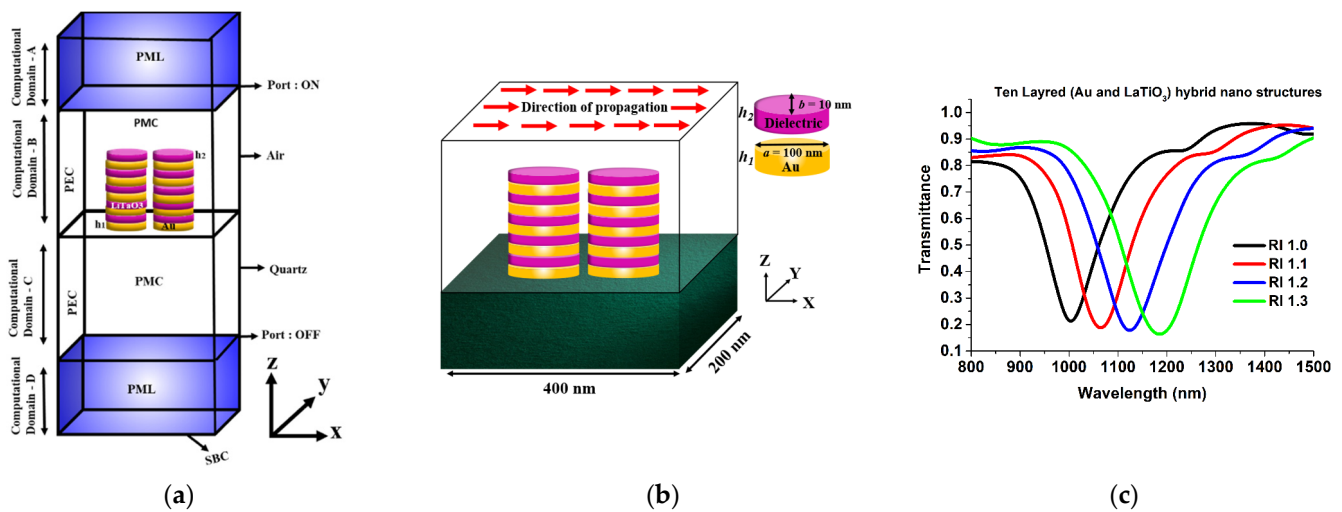 Computational
Domain - A
PML
Port : ON
PMC
Computational
Domain - B
PEC
h2
Air
LiTaO3
h1
Au
Computational
Domain - C
PEC
PMC
Quartz
Port : OFF
Computational
Domain - D
PML
SBC
Z
y
x
(a)
Direction of propagation
h2
b = 10 nm
Dielectric
h1
a = 100 nm
Au
Z
Y
X
400 nm
200 nm
(b)
Ten Layred (Au and LaTiO3) hybrid nano structures
Transmittance
1.0
0.9
0.8
0.7
0.6
0.5
0.4
0.3
0.2
0.1
RI 1.0
RI 1.1
RI 1.2
RI 1.3
800 900 1000 1100 1200 1300 1400 1500
Wavelength (nm)
(c)